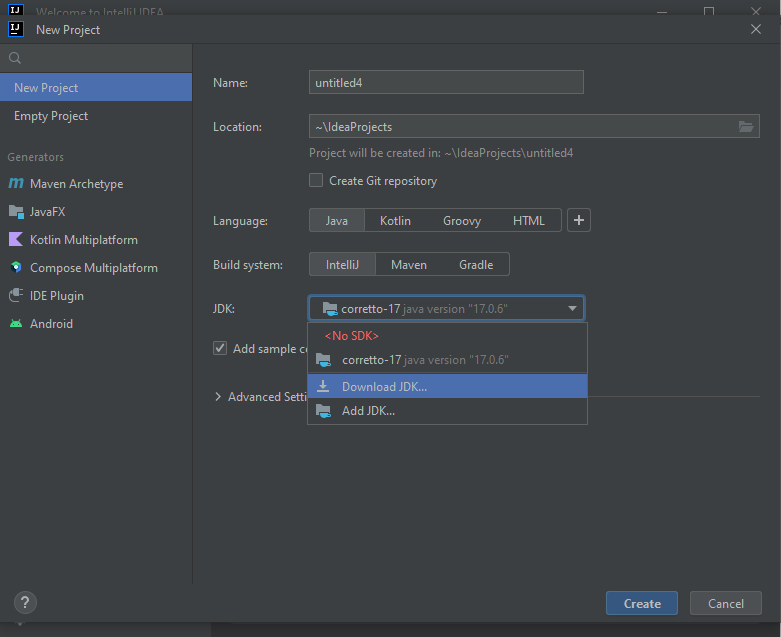 Welcome to IntelliJ IDEA
New Project
New Project
Empty Project
Generators
Maven Archetype
JavaFX
Kotlin Multiplatform
Compose Multiplatform
IDE Plugin
Android
Name: untitled4
Location: ~\IdeaProjects
Project will be created in: ~\IdeaProjects\untitled4
Create Git repository
Language: Java Kotlin Groovy HTML +
Build system: IntelliJ Maven Gradle
JDK: corretto-17 java version "17.0.6"
<No SDK>
Add sample co
corretto-17 java version "17.0.6"
Download JDK...
Advanced Setti
Add JDK...
? Create Cancel